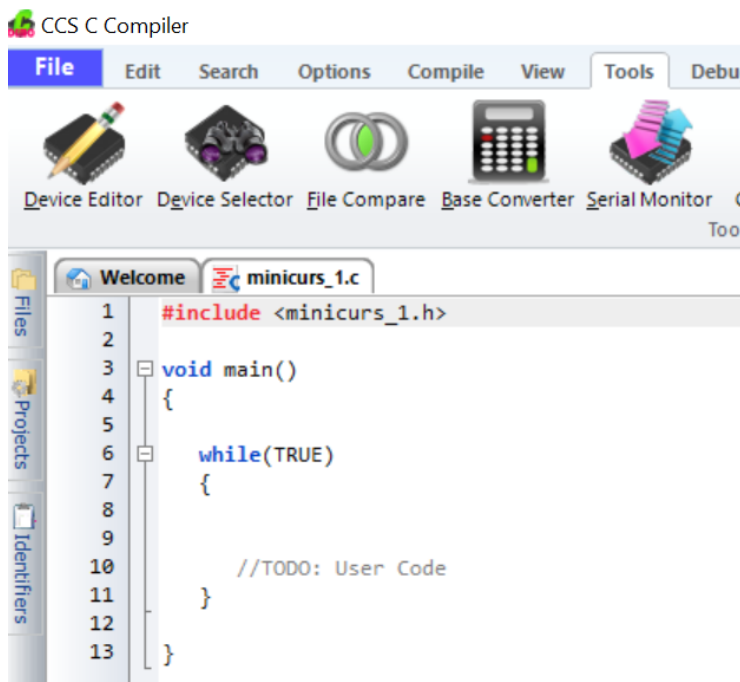 CCS C Compiler
File Edit Search Options Compile View Tools Debu
Device Editor Device Selector File Compare Base Converter Serial Monitor
Too
Welcome minicurs_1.c
Files
Projects
Identifiers
1 #include <minicurs_1.h>
2
3 void main()
4 {
5
6 while(TRUE)
7 {
8
9
10 //TODO: User Code
11 }
12
13 }